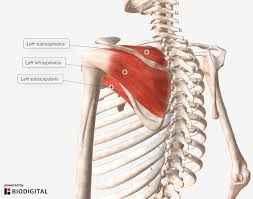 Left supraspinatus
Left infraspinatus
Left subscapularis
powered by
BIODIGITAL